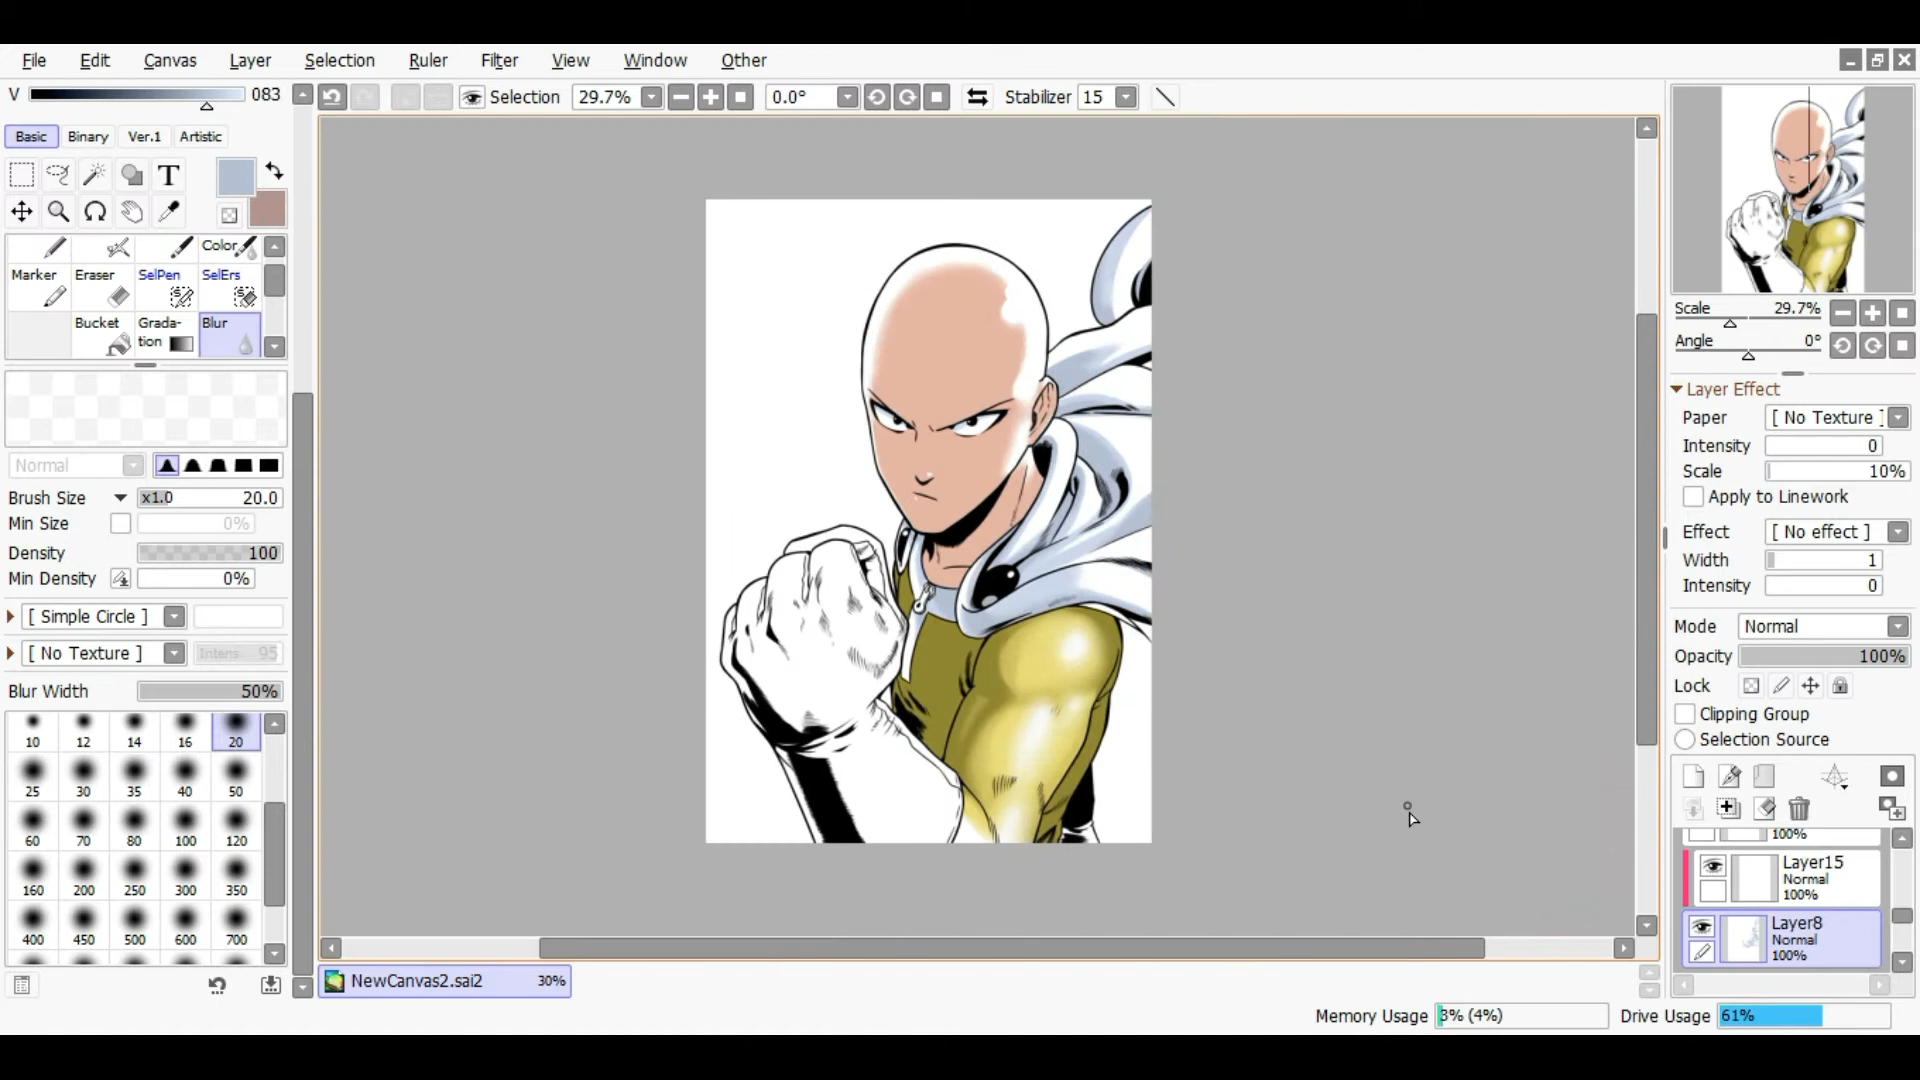 File Edit Canvas Layer Selection Ruler Filter View Window Other
V 083
Selection 29.7% 0.0° Stabilizer 15
Basic Binary Ver.1 Artistic
T
Color
Marker Eraser SelPen SelErs
Bucket Grada-
tion Blur
Normal
Brush Size x1.0 20.0
Min Size 0%
Density 100
Min Density 0%
[ Simple Circle ]
[ No Texture ] Intens 95
Blur Width 50%
10 12 14 16 20
25 30 35 40 50
60 70 80 100 120
160 200 250 300 350
400 450 500 600 700
Scale 29.7%
Angle 0°
Layer Effect
Paper [ No Texture ]
Intensity 0
Scale 10%
Apply to Linework
Effect [ No effect ]
Width 1
Intensity 0
Mode Normal
Opacity 100%
Lock
Clipping Group
Selection Source
100%
Layer15
Normal
100%
Layer8
Normal
100%
NewCanvas2.sai2 30%
Memory Usage 3% (4%) Drive Usage 61%